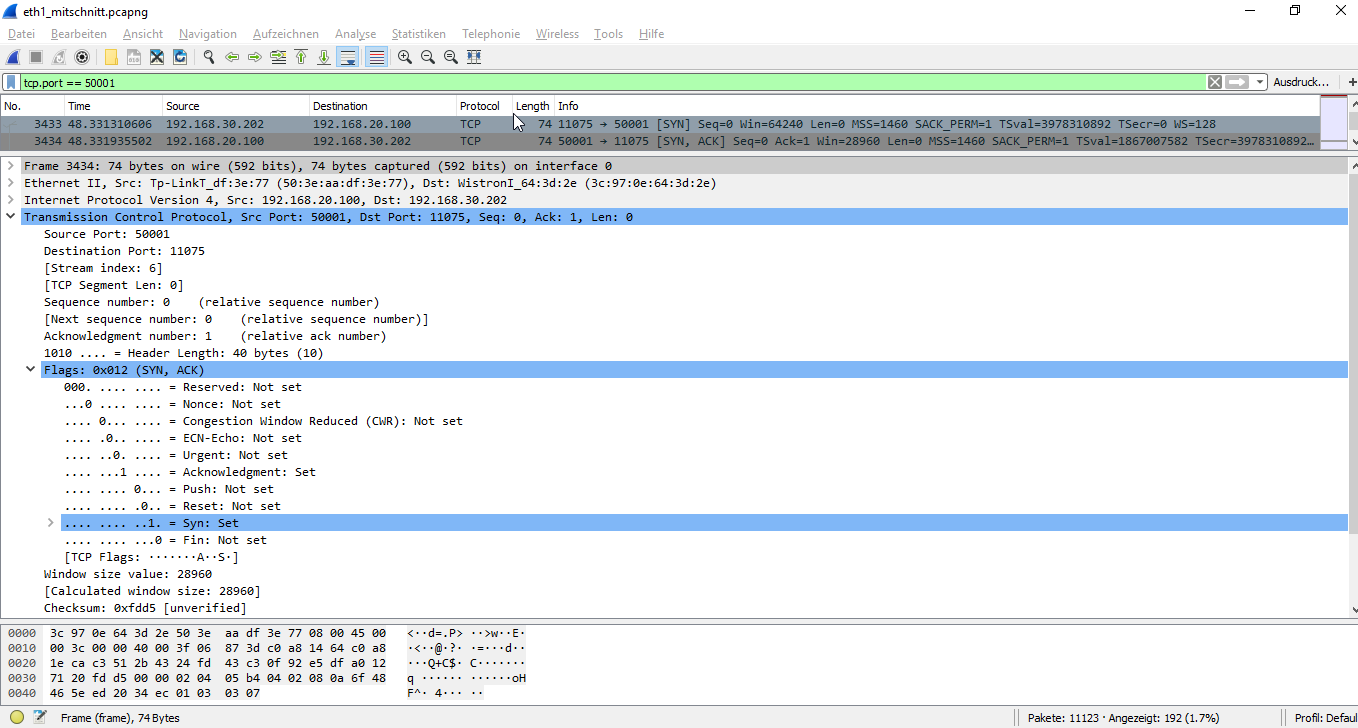 eth1_mitschnitt.pcapng
Datei Bearbeiten Ansicht Navigation Aufzeichnen Analyse Statistiken Telephonie Wireless Tools Hilfe
tcp.port == 50001 Ausdruck… +
No. Time Source Destination Protocol Length Info
3433 48.331310606 192.168.30.202 192.168.20.100 TCP 74 11075 → 50001 [SYN] Seq=0 Win=64240 Len=0 MSS=1460 SACK_PERM=1 TSval=3978310892 TSecr=0 WS=128
3434 48.331935502 192.168.20.100 192.168.30.202 TCP 74 50001 → 11075 [SYN, ACK] Seq=0 Ack=1 Win=28960 Len=0 MSS=1460 SACK_PERM=1 TSval=1867007582 TSecr=3978310892…
Frame 3434: 74 bytes on wire (592 bits), 74 bytes captured (592 bits) on interface 0
Ethernet II, Src: Tp-LinkT_df:3e:77 (50:3e:aa:df:3e:77), Dst: WistronI_64:3d:2e (3c:97:0e:64:3d:2e)
Internet Protocol Version 4, Src: 192.168.20.100, Dst: 192.168.30.202
Transmission Control Protocol, Src Port: 50001, Dst Port: 11075, Seq: 0, Ack: 1, Len: 0
Source Port: 50001
Destination Port: 11075
[Stream index: 6]
[TCP Segment Len: 0]
Sequence number: 0 (relative sequence number)
[Next sequence number: 0 (relative sequence number)]
Acknowledgment number: 1 (relative ack number)
1010 .... = Header Length: 40 bytes (10)
Flags: 0x012 (SYN, ACK)
000. .... .... = Reserved: Not set
...0 .... .... = Nonce: Not set
.... 0... .... = Congestion Window Reduced (CWR): Not set
.... .0.. .... = ECN-Echo: Not set
.... ..0. .... = Urgent: Not set
.... ...1 .... = Acknowledgment: Set
.... .... 0... = Push: Not set
.... .... .0.. = Reset: Not set
.... .... ..1. = Syn: Set
.... .... ...0 = Fin: Not set
[TCP Flags: ·······A··S·]
Window size value: 28960
[Calculated window size: 28960]
Checksum: 0xfdd5 [unverified]
0000 3c 97 0e 64 3d 2e 50 3e aa df 3e 77 08 00 45 00 <··d=.P> ··>w··E·
0010 00 3c 00 00 40 00 3f 06 87 3d c0 a8 14 64 c0 a8 ·<··@·?· ·=···d··
0020 1e ca c3 51 2b 43 24 fd 43 c3 0f 92 e5 df a0 12 ···Q+C$· C·······
0030 71 20 fd d5 00 00 02 04 05 b4 04 02 08 0a 6f 48 q ······ ······oH
0040 46 5e ed 20 34 ec 01 03 03 07 F^· 4··· ··
Frame (frame), 74 Bytes Pakete: 11123 · Angezeigt: 192 (1.7%) Profil: Defaul